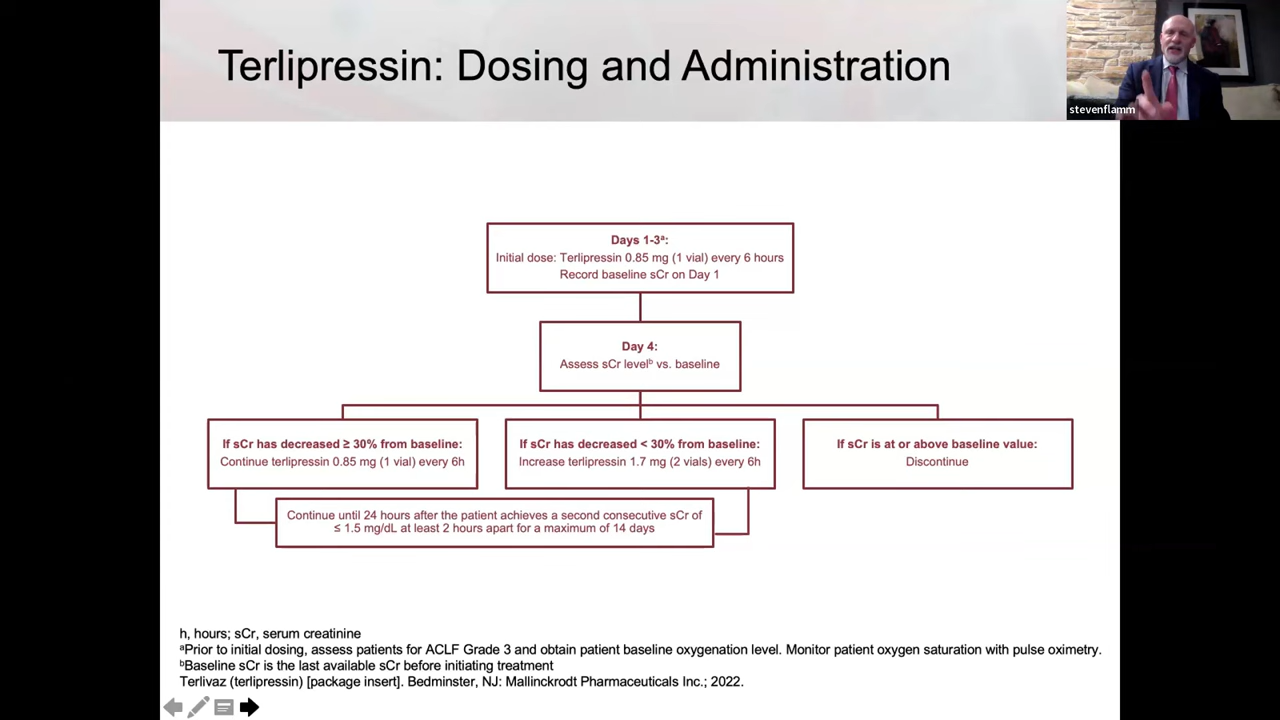 Terlipressin: Dosing and Administration
stevenflamm
Days 1-3ᵃ:
Initial dose: Terlipressin 0.85 mg (1 vial) every 6 hours
Record baseline sCr on Day 1
Day 4:
Assess sCr levelᵇ vs. baseline
If sCr has decreased ≥ 30% from baseline:
Continue terlipressin 0.85 mg (1 vial) every 6h
If sCr has decreased < 30% from baseline:
Increase terlipressin 1.7 mg (2 vials) every 6h
If sCr is at or above baseline value:
Discontinue
Continue until 24 hours after the patient achieves a second consecutive sCr of
≤ 1.5 mg/dL at least 2 hours apart for a maximum of 14 days
h, hours; sCr, serum creatinine
ᵃPrior to initial dosing, assess patients for ACLF Grade 3 and obtain patient baseline oxygenation level. Monitor patient oxygen saturation with pulse oximetry.
ᵇBaseline sCr is the last available sCr before initiating treatment
Terlivaz (terlipressin) [package insert]. Bedminster, NJ: Mallinckrodt Pharmaceuticals Inc.; 2022.